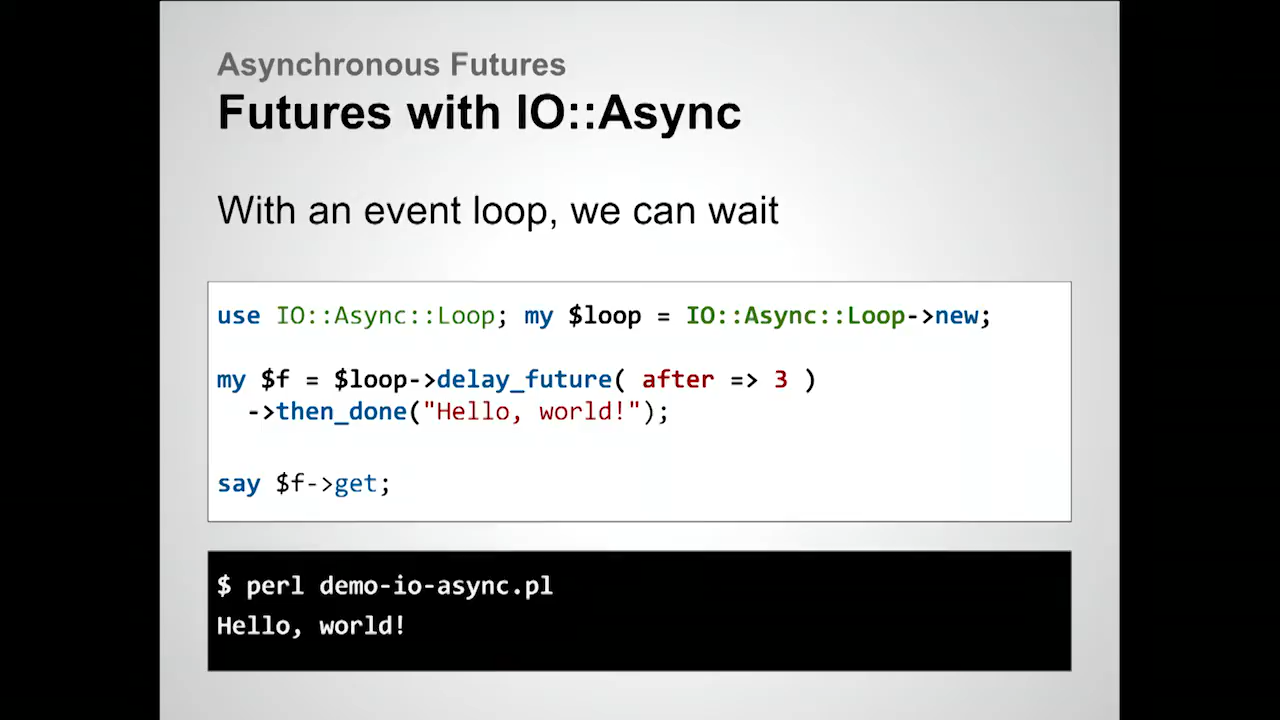 Asynchronous Futures
Futures with IO::Async
With an event loop, we can wait
use IO::Async::Loop; my $loop = IO::Async::Loop->new;
my $f = $loop->delay_future( after => 3 )
->then_done("Hello, world!");
say $f->get;
$ perl demo-io-async.pl
Hello, world!